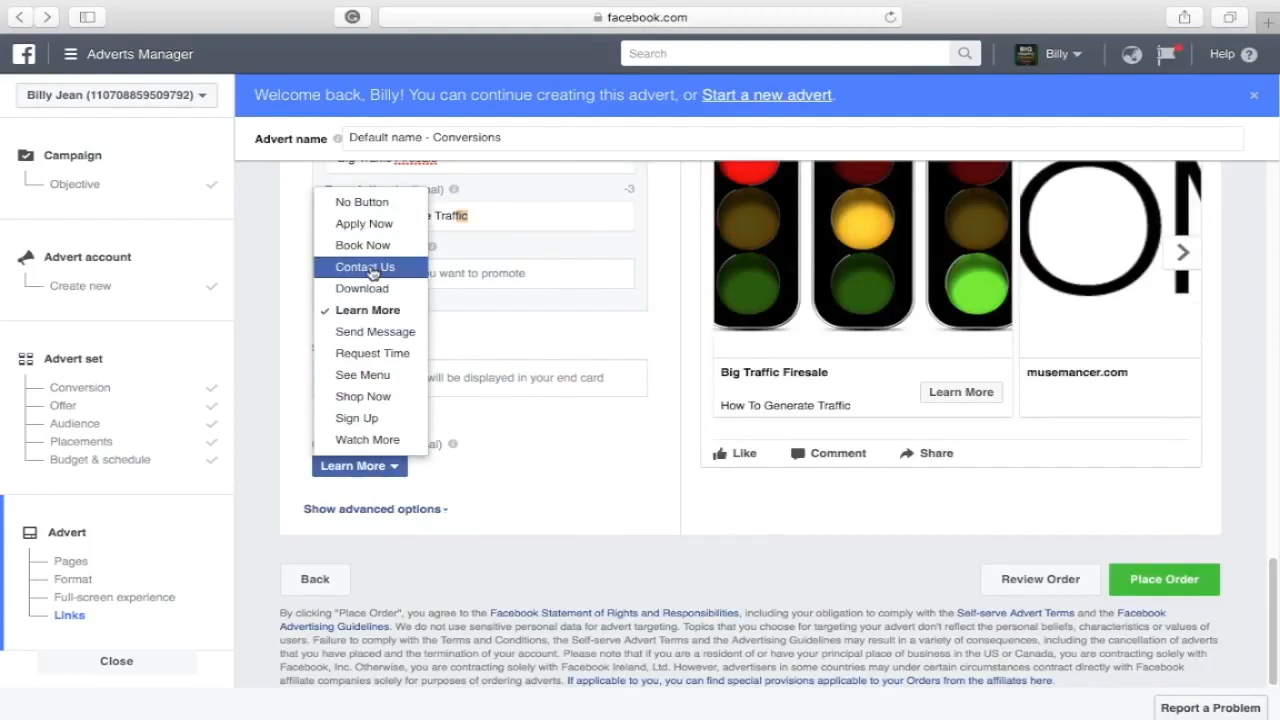 facebook.com
Adverts Manager
Search
Billy
Help
Billy Jean (110708859509792)
Welcome back, Billy! You can continue creating this advert, or Start a new advert.
Advert name
Default name - Conversions
Campaign
Objective
Advert account
Create new
Advert set
Conversion
Offer
Audience
Placements
Budget & schedule
Advert
Pages
Format
Full-screen experience
Links
Close
-3
No Button
Apply Now
Book Now
Contact Us
Download
Learn More
Send Message
Request Time
See Menu
Shop Now
Sign Up
Watch More
e Traffic
u want to promote
will be displayed in your end card
al)
Learn More
Show advanced options
Big Traffic Firesale
Learn More
How To Generate Traffic
musemancer.com
Like
Comment
Share
Back
Review Order
Place Order
By clicking "Place Order", you agree to the Facebook Statement of Rights and Responsibilities, including your obligation to comply with the Self-serve Advert Terms and the Facebook
Advertising Guidelines. We do not use sensitive personal data for advert targeting. Topics that you choose for targeting your advert don't reflect the personal beliefs, characteristics or values of
users. Failure to comply with the Terms and Conditions, the Self-serve Advert Terms and the Advertising Guidelines may result in a variety of consequences, including the cancellation of adverts
that you have placed and the termination of your account. Please note that if you are a resident of or have your principal place of business in the US or Canada, you are contracting solely with
Facebook, Inc. Otherwise, you are contracting solely with Facebook Ireland, Ltd. However, advertisers in some countries may under certain circumstances contract directly with Facebook
affiliate companies solely for purposes of ordering adverts. If applicable to you, you can find special provisions applicable to your Orders from the affiliates here.
Report a Problem